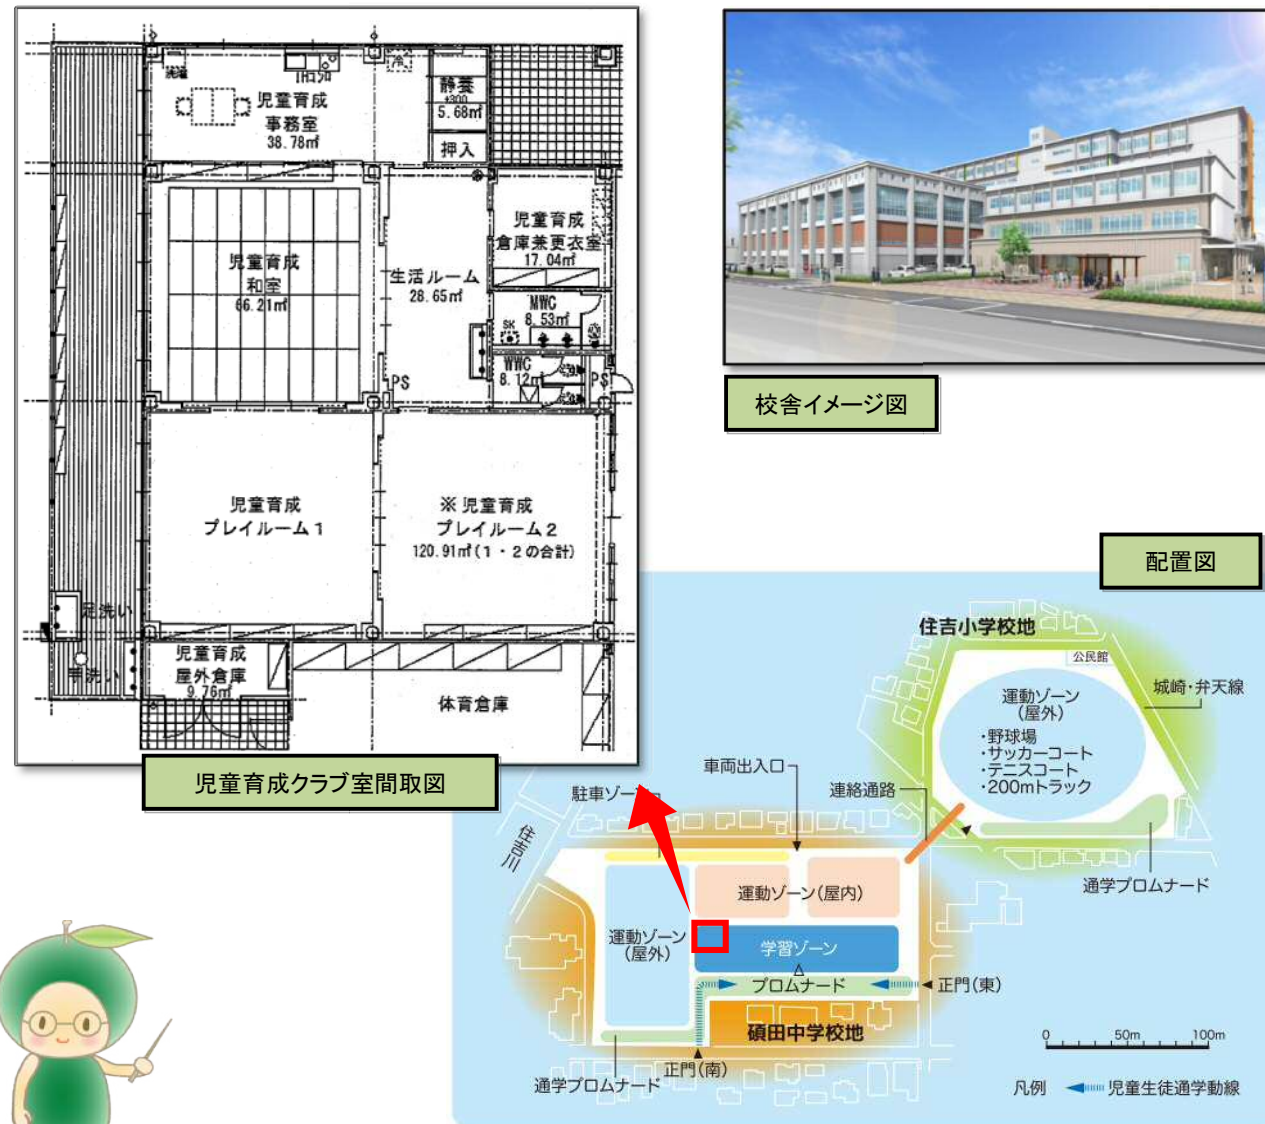 洗濯
IHコンロ
冷
静養
+300
5.68㎡
押入
児童育成
事務室
38.78㎡
児童育成
倉庫兼更衣室
17.04㎡
児童育成
和室
66.21㎡
生活ルーム
28.65㎡
MWC
8.53㎡
SK
WWC
8.12㎡
PS
PS
児童育成
プレイルーム1
※児童育成
プレイルーム2
120.91㎡(1・2の合計)
足洗い
手洗い
児童育成
屋外倉庫
9.76㎡
体育倉庫
児童育成クラブ室間取図
校舎イメージ図
配置図
住吉小学校地
公民館
城崎・弁天線
運動ゾーン
(屋外)
・野球場
・サッカーコート
・テニスコート
・200mトラック
車両出入口
連絡通路
駐車ゾーン
住吉川
通学プロムナード
運動ゾーン(屋内)
運動ゾーン
(屋外)
学習ゾーン
プロムナード
正門(東)
碩田中学校地
正門(南)
通学プロムナード
0 50m 100m
凡例 児童生徒通学動線